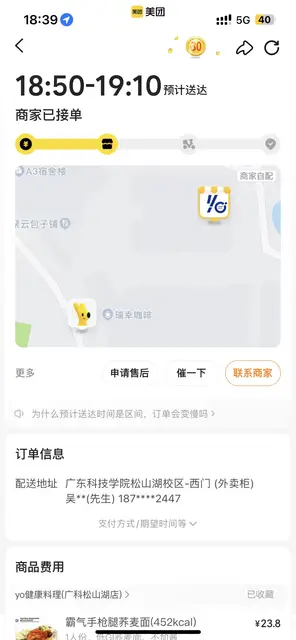 18:39
美团
5G
40
18:50-19:10预计送达
商家已接单
A3宿舍楼
商家自配
云包子铺
yo
瑞幸咖啡
更多
申请售后
催一下
联系商家
为什么预计送达时间是区间,订单会变慢吗
订单信息
配送地址
广东科技学院松山湖校区-西门 (外卖柜)
吴**(先生) 187****2447
支付方式/期望时间等
商品费用
yo健康料理(广科松山湖店)
已收藏
霸气手枪腿荞麦面(452kcal)
¥23.8